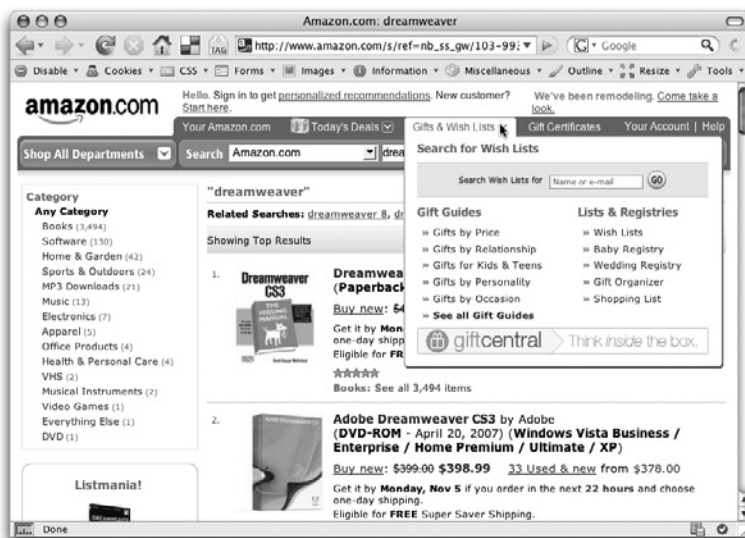 Amazon.com: dreamweaver
TAG
http://www.amazon.com/s/ref=nb_ss_gw/103-99
Google
Disable Cookies CSS Forms Images Information Miscellaneous Outline Resize Tools
amazon.com
Hello. Sign in to get personalized recommendations. New customer?
Start here.
We've been remodeling. Come take a
look.
Your Amazon.com Today's Deals Gifts & Wish Lists Gift Certificates Your Account | Help
Shop All Departments Search Amazon.com drea
Search for Wish Lists
Search Wish Lists for Name or e-mail GO
Gift Guides
» Gifts by Price
» Gifts by Relationship
» Gifts for Kids & Teens
» Gifts by Personality
» Gifts by Occasion
» See all Gift Guides
Lists & Registries
» Wish Lists
» Baby Registry
» Wedding Registry
» Gift Organizer
» Shopping List
giftcentral Think inside the box.
Category
Any Category
Books (3,494)
Software (130)
Home & Garden (42)
Sports & Outdoors (24)
MP3 Downloads (21)
Music (13)
Electronics (7)
Apparel (5)
Office Products (4)
Health & Personal Care (4)
VHS (2)
Musical Instruments (2)
Video Games (1)
Everything Else (1)
DVD (1)
Listmania!
"dreamweaver"
Related Searches: dreamweaver 8, d
Showing Top Results
1.
Dreamweaver
CS3
THE
MISSING
MANUAL
Dreamwea
(Paperback
Buy new: $4
Get it by Mon
one-day shipp
Eligible for FR
Books: See all 3,494 items
2.
Adobe Dreamweaver CS3 by Adobe
(DVD-ROM - April 20, 2007) (Windows Vista Business /
Enterprise / Home Premium / Ultimate / XP)
Buy new: $399.00 $398.99 33 Used & new from $378.00
Get it by Monday, Nov 5 if you order in the next 22 hours and choose
one-day shipping.
Eligible for FREE Super Saver Shipping.
Done